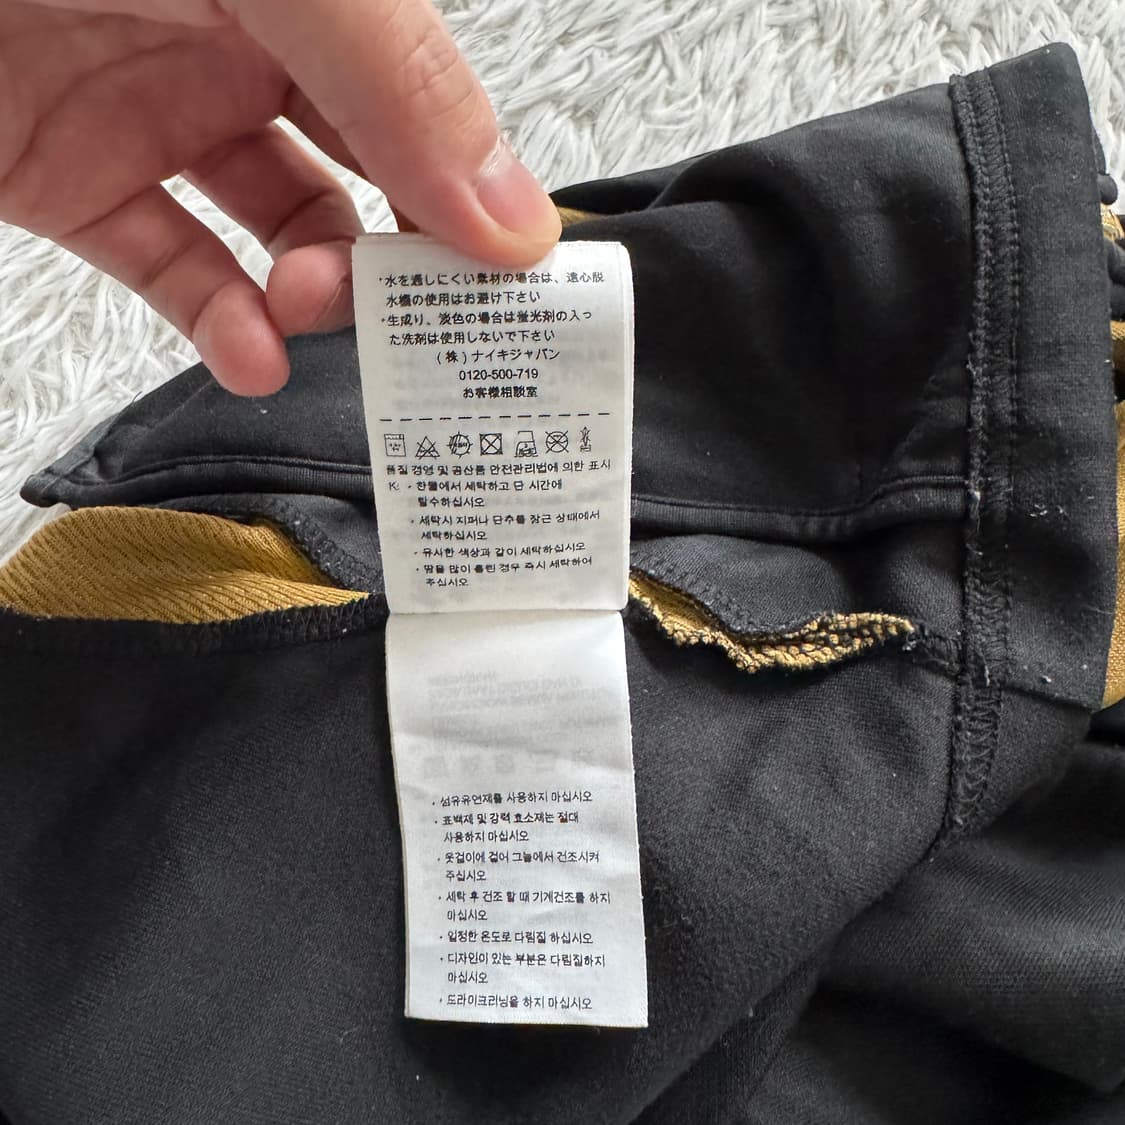 ・水を通しにくい素材の場合は、遠心脱
水機の使用はお避け下さい
・生成り、淡色の場合は蛍光剤の入っ
た洗剤は使用しないで下さい
(株)ナイキジャパン
0120-500-719
お客様相談室
품질 경영 및 공산품 안전관리법에 의한 표시
K: ・찬물에서 세탁하고 단 시간에
탈수하십시오
・세탁시 지퍼나 단추를 잠근 상태에서
세탁하십시오
・유사한 색상과 같이 세탁하십시오
・땀을 많이 흘린 경우 즉시 세탁하여
주십시오
・섬유유연제를 사용하지 마십시오
・표백제 및 강력 효소제는 절대
사용하지 마십시오
・옷걸이에 걸어 그늘에서 건조시켜
주십시오
・세탁 후 건조 할 때 기계건조를 하지
마십시오
・일정한 온도로 다림질 하십시오
・디자인이 있는 부분은 다림질하지
마십시오
・드라이크리닝을 하지 마십시오